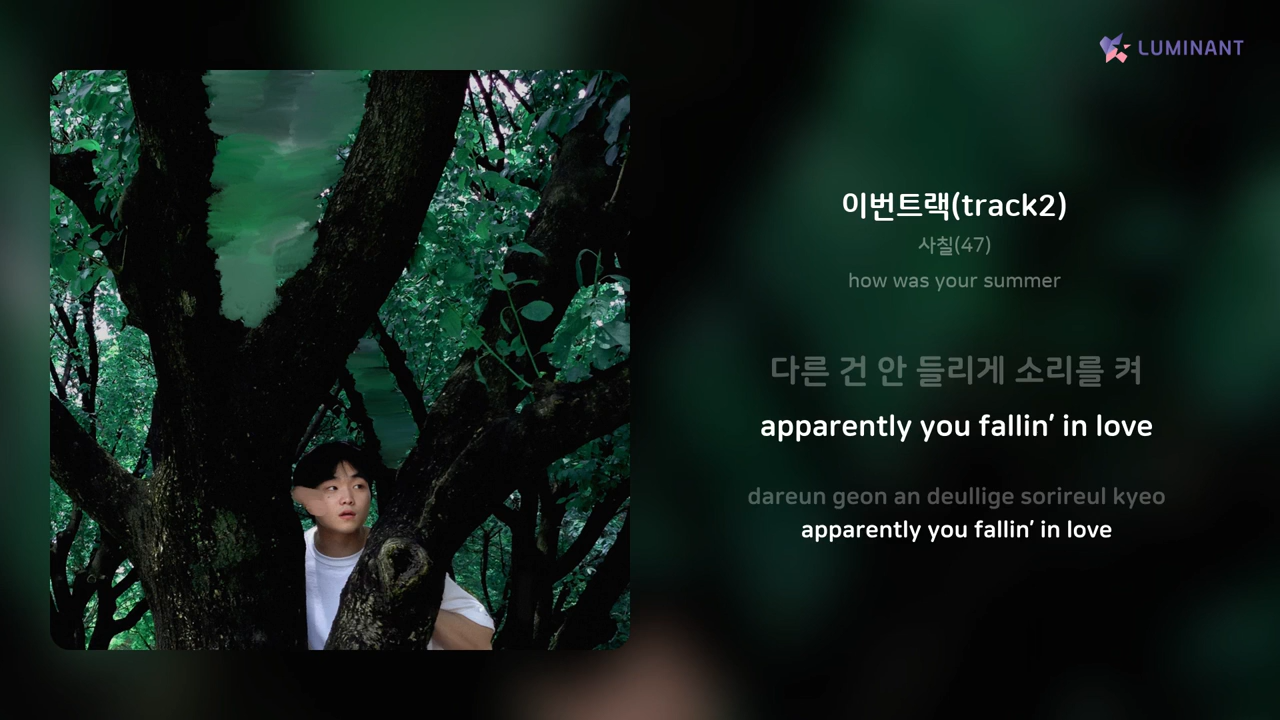 LUMINANT
이번트랙(track2)
사칠(47)
how was your summer
다른 건 안 들리게 소리를 켜
apparently you fallin’ in love
dareun geon an deullige sorireul kyeo
apparently you fallin’ in love